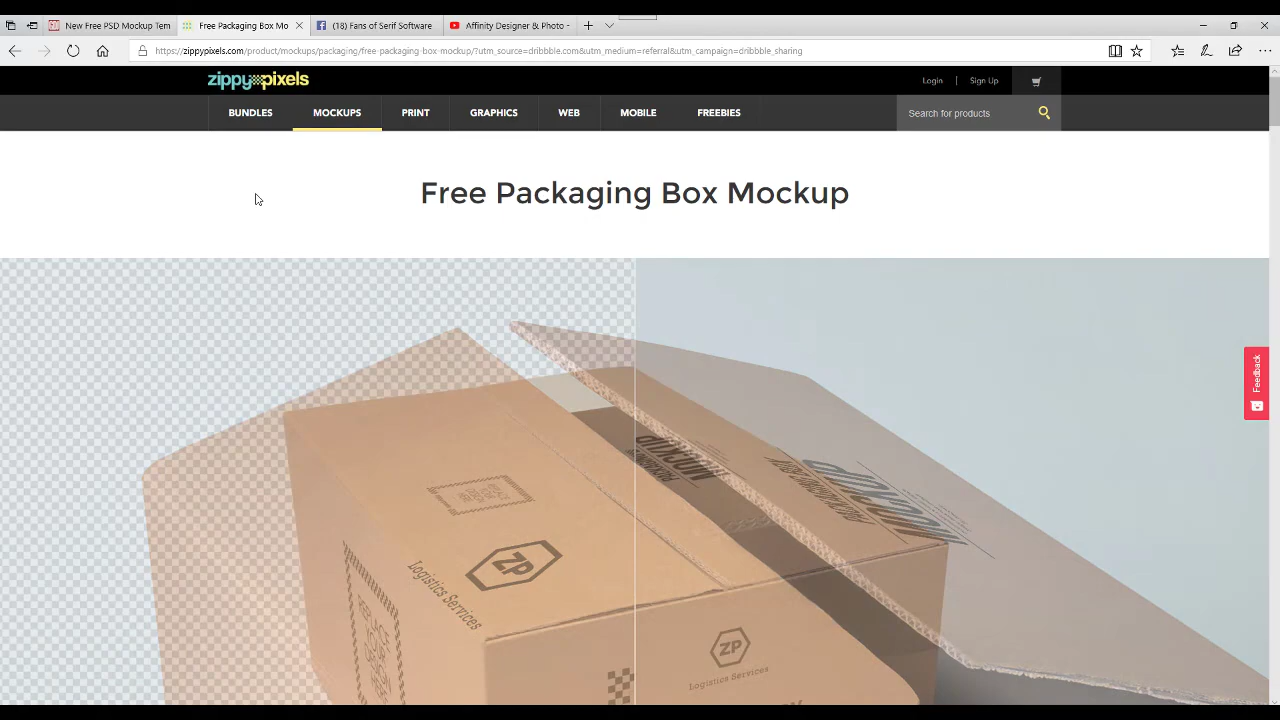 New Free PSD Mockup Tem
Free Packaging Box Mo
(18) Fans of Serif Software
Affinity Designer & Photo -
https://zippypixels.com/product/mockups/packaging/free-packaging-box-mockup/?utm_source=dribbble.com&utm_medium=referral&utm_campaign=dribbble_sharing
zippypixels
Login | Sign Up
BUNDLES MOCKUPS PRINT GRAPHICS WEB MOBILE FREEBIES
Search for products
Free Packaging Box Mockup
Feedback
MOCKUP
ZP
Logistics Services
ZP
Logistics Services